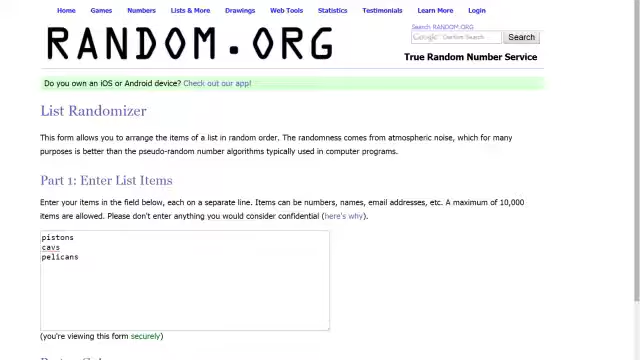 Home Games Numbers Lists & More Drawings Web Tools Statistics Testimonials Learn More Login
RANDOM.ORG
Search RANDOM.ORG
Google Custom Search Search
True Random Number Service
Do you own an iOS or Android device? Check out our app!
List Randomizer
This form allows you to arrange the items of a list in random order. The randomness comes from atmospheric noise, which for many
purposes is better than the pseudo-random number algorithms typically used in computer programs.
Part 1: Enter List Items
Enter your items in the field below, each on a separate line. Items can be numbers, names, email addresses, etc. A maximum of 10,000
items are allowed. Please don't enter anything you would consider confidential (here's why).
pistons
cavs
pelicans
(you're viewing this form securely)